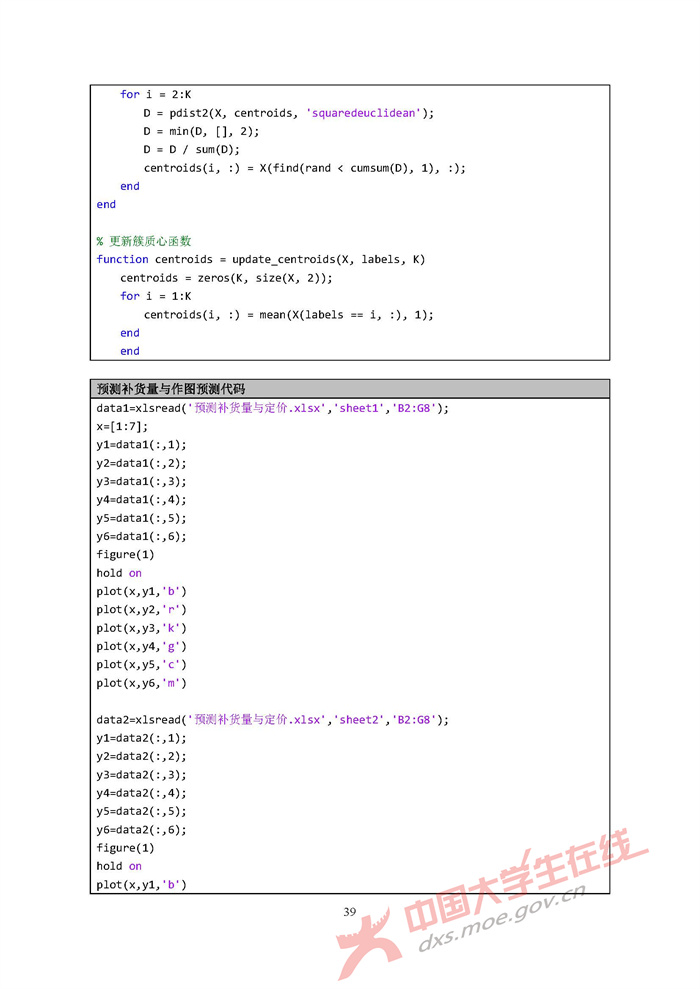 for i = 2:K
D = pdist2(X, centroids, 'squaredeuclidean');
D = min(D, [], 2);
D = D / sum(D);
centroids(i, :) = X(find(rand < cumsum(D), 1), :);
end
end
% 更新簇质心函数
function centroids = update_centroids(X, labels, K)
centroids = zeros(K, size(X, 2));
for i = 1:K
centroids(i, :) = mean(X(labels == i, :), 1);
end
end
预测补货量与作图预测代码
data1=xlsread('预测补货量与定价.xlsx','sheet1','B2:G8');
x=[1:7];
y1=data1(:,1);
y2=data1(:,2);
y3=data1(:,3);
y4=data1(:,4);
y5=data1(:,5);
y6=data1(:,6);
figure(1)
hold on
plot(x,y1,'b')
plot(x,y2,'r')
plot(x,y3,'k')
plot(x,y4,'g')
plot(x,y5,'c')
plot(x,y6,'m')
data2=xlsread('预测补货量与定价.xlsx','sheet2','B2:G8');
y1=data2(:,1);
y2=data2(:,2);
y3=data2(:,3);
y4=data2(:,4);
y5=data2(:,5);
y6=data2(:,6);
figure(1)
hold on
plot(x,y1,'b')
39
中国大学生在线
dxs.moe.gov.cn